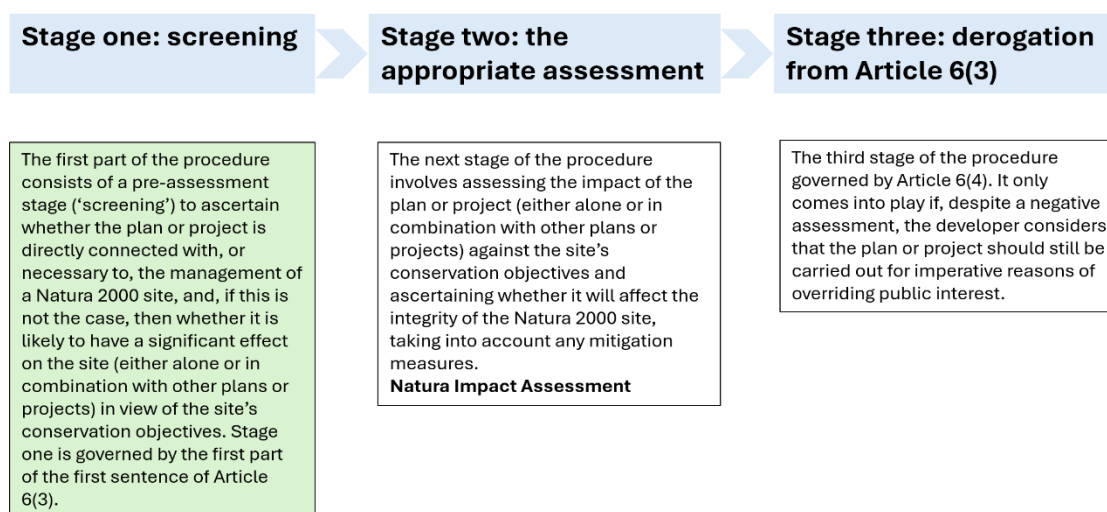 Stage one: screening
Stage two: the
appropriate assessment
Stage three: derogation
from Article 6(3)
The first part of the procedure
consists of a pre-assessment
stage (‘screening’) to ascertain
whether the plan or project is
directly connected with, or
necessary to, the management of
a Natura 2000 site, and, if this is
not the case, then whether it is
likely to have a significant effect
on the site (either alone or in
combination with other plans or
projects) in view of the site’s
conservation objectives. Stage
one is governed by the first part
of the first sentence of Article
6(3).
The next stage of the procedure
involves assessing the impact of the
plan or project (either alone or in
combination with other plans or
projects) against the site’s
conservation objectives and
ascertaining whether it will affect the
integrity of the Natura 2000 site,
taking into account any mitigation
measures.
Natura Impact Assessment
The third stage of the procedure
governed by Article 6(4). It only
comes into play if, despite a negative
assessment, the developer considers
that the plan or project should still be
carried out for imperative reasons of
overriding public interest.